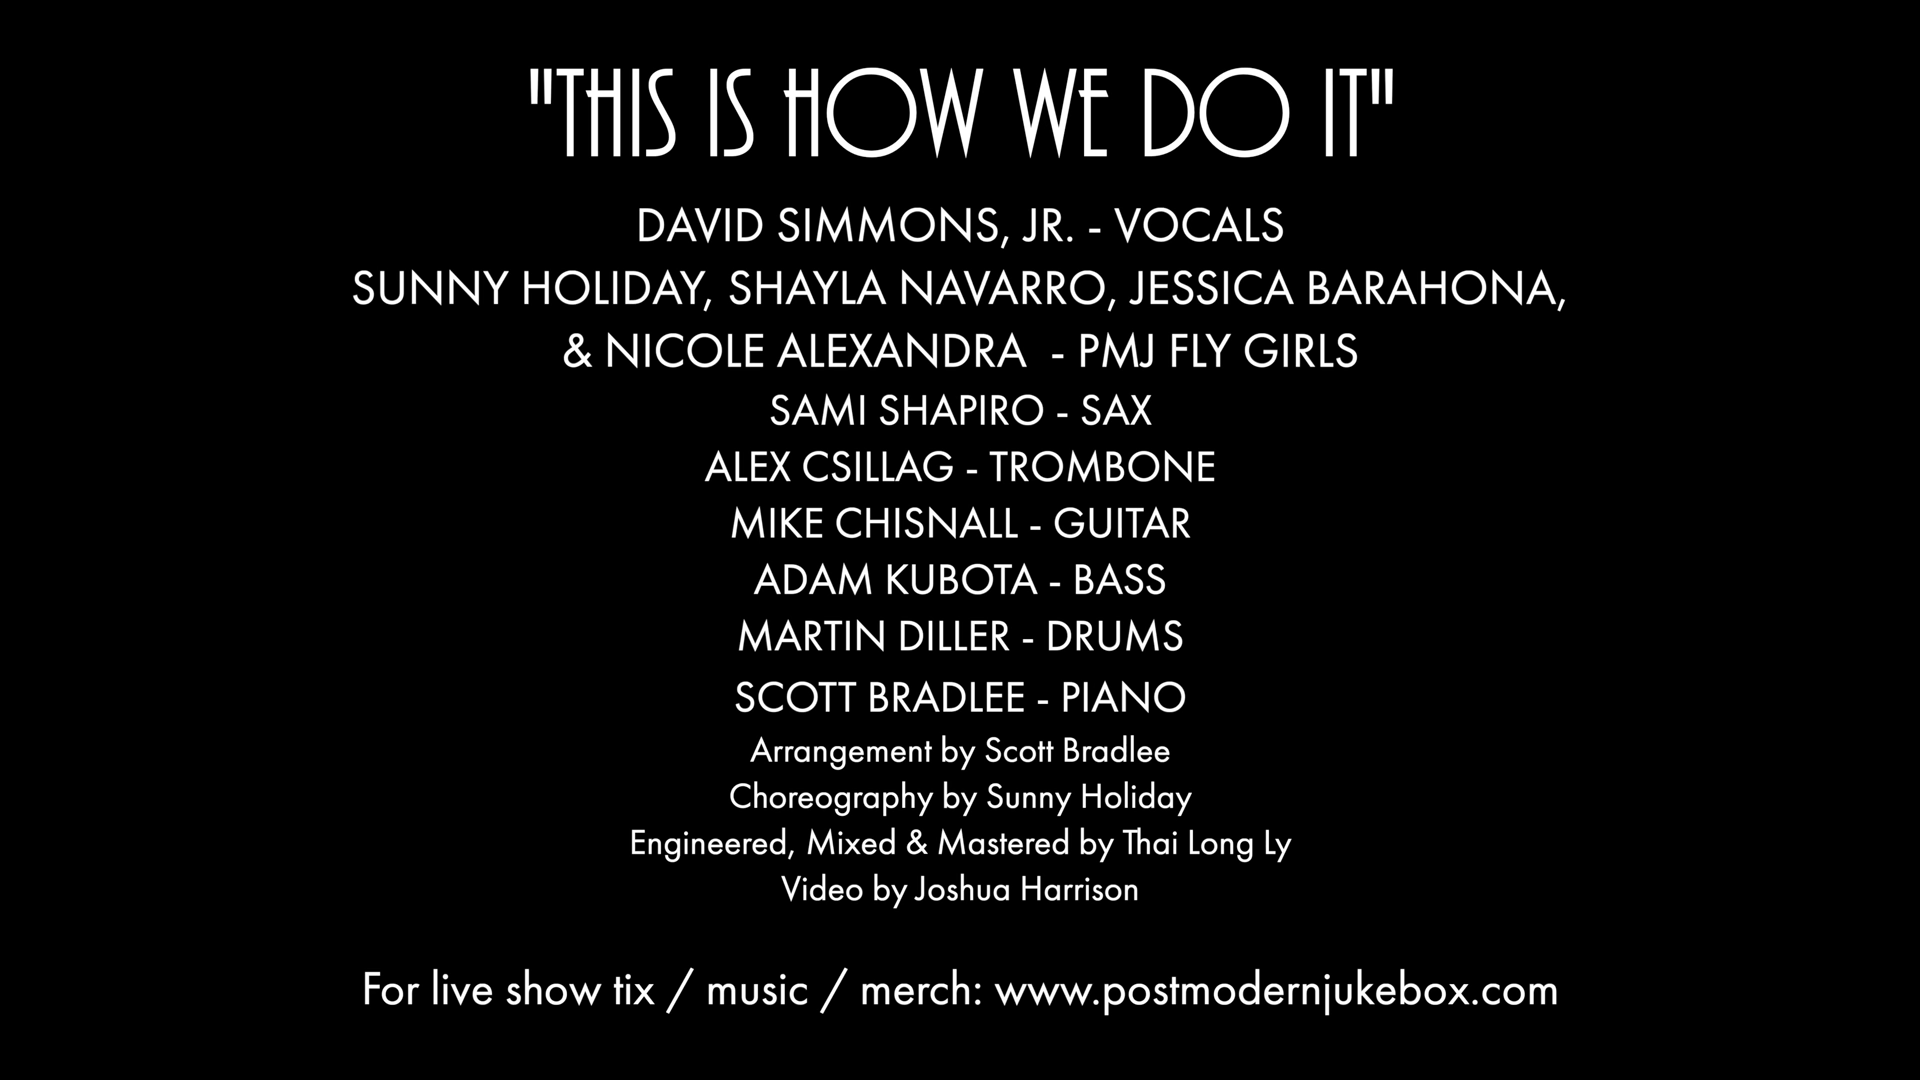 "THIS IS HOW WE DO IT"
DAVID SIMMONS, JR. - VOCALS
SUNNY HOLIDAY, SHAYLA NAVARRO, JESSICA BARAHONA,
& NICOLE ALEXANDRA  - PMJ FLY GIRLS
SAMI SHAPIRO - SAX
ALEX CSILLAG - TROMBONE
MIKE CHISNALL - GUITAR
ADAM KUBOTA - BASS
MARTIN DILLER - DRUMS
SCOTT BRADLEE - PIANO
Arrangement by Scott Bradlee
Choreography by Sunny Holiday
Engineered, Mixed & Mastered by Thai Long Ly
Video by Joshua Harrison
For live show tix / music / merch: www.postmodernjukebox.com